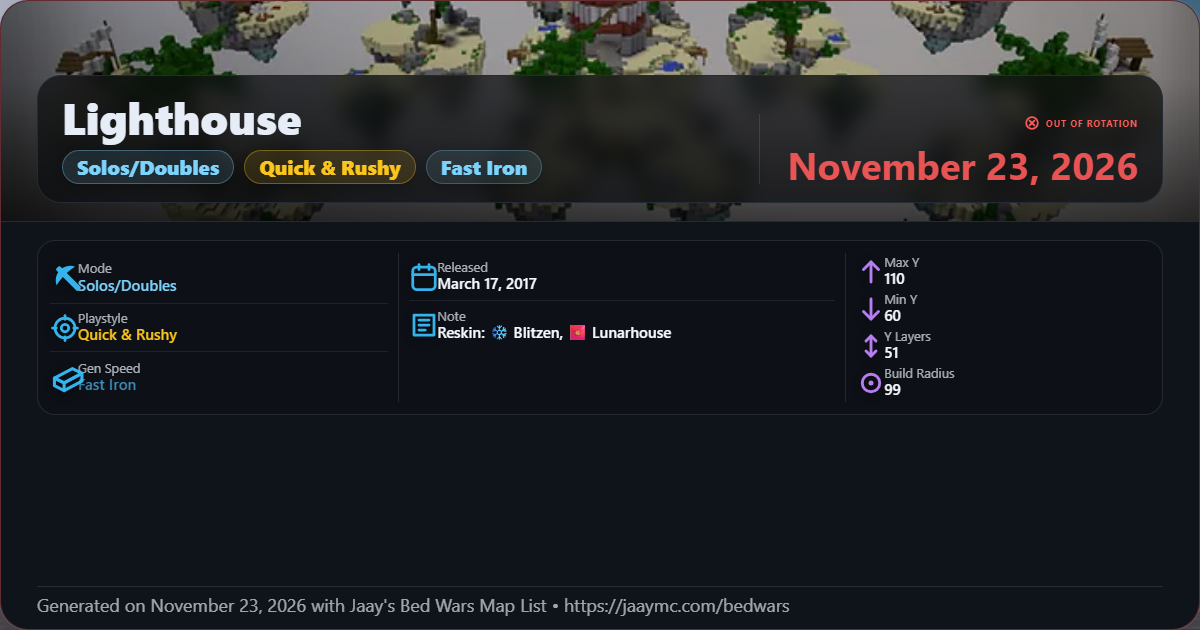 Lighthouse
Solos/Doubles
Quick & Rushy
Fast Iron
OUT OF ROTATION
November 23, 2026
Mode
Solos/Doubles
Playstyle
Quick & Rushy
Gen Speed
Fast Iron
Released
March 17, 2017
Note
Reskin: Blitzen, Lunarhouse
Max Y
110
Min Y
60
Y Layers
51
Build Radius
99
Generated on November 23, 2026 with Jaay's Bed Wars Map List • https://jaaymc.com/bedwars